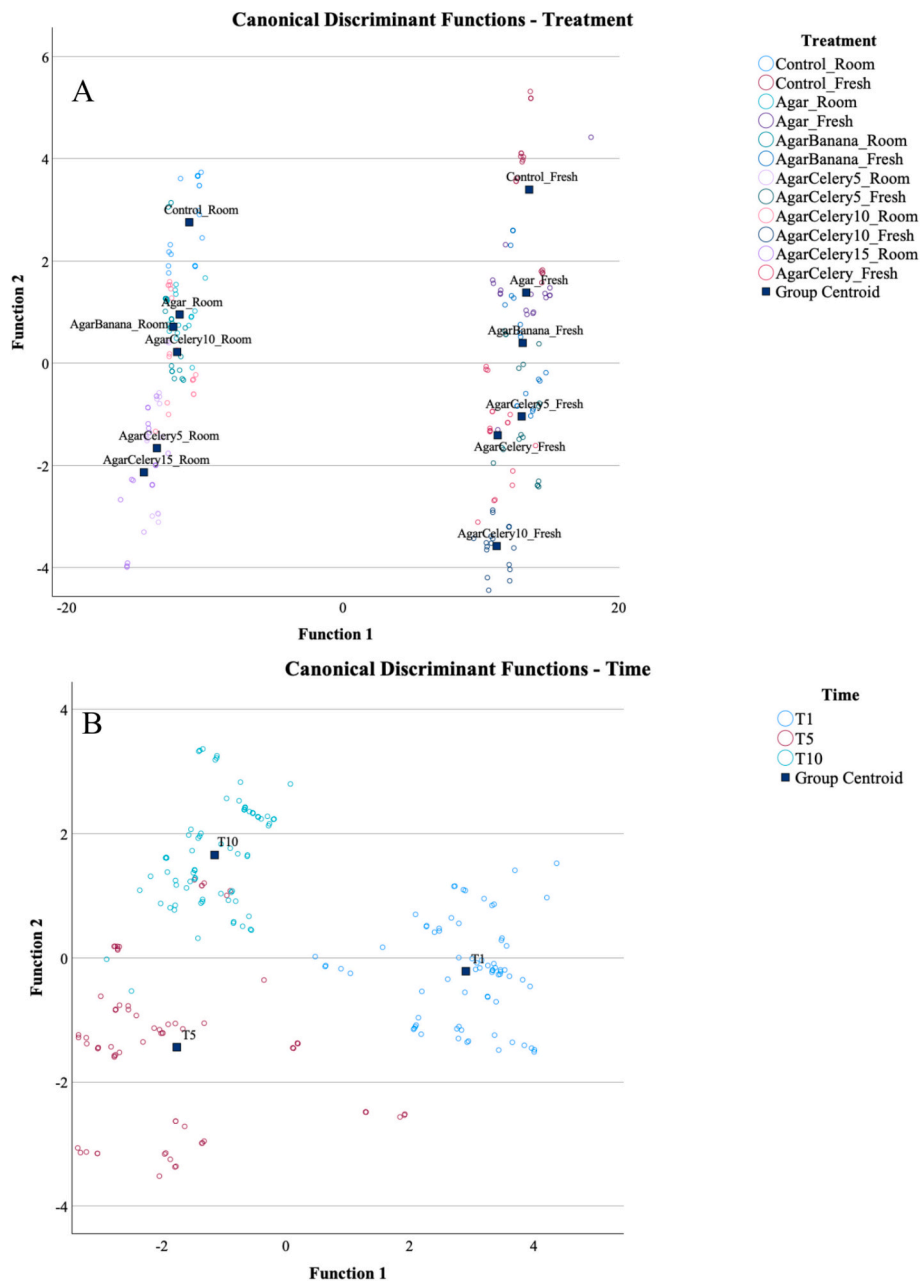 Canonical Discriminant Functions - Treatment
A
6
4
2
0
-2
-4
-20
0
20
Function 2
Function 1
Control_Room
Control_Fresh
Agar_Room
Agar_Fresh
AgarBanana_Room
AgarBanana_Fresh
AgarCelery10_Room
AgarCelery5_Fresh
AgarCelery_Fresh
AgarCelery5_Room
AgarCelery15_Room
AgarCelery10_Fresh
Treatment
Control_Room
Control_Fresh
Agar_Room
Agar_Fresh
AgarBanana_Room
AgarBanana_Fresh
AgarCelery5_Room
AgarCelery5_Fresh
AgarCelery10_Room
AgarCelery10_Fresh
AgarCelery15_Room
AgarCelery_Fresh
Group Centroid
Canonical Discriminant Functions - Time
B
4
2
0
-2
-4
-2
0
2
4
Function 2
Function 1
T10
T1
T5
Time
T1
T5
T10
Group Centroid